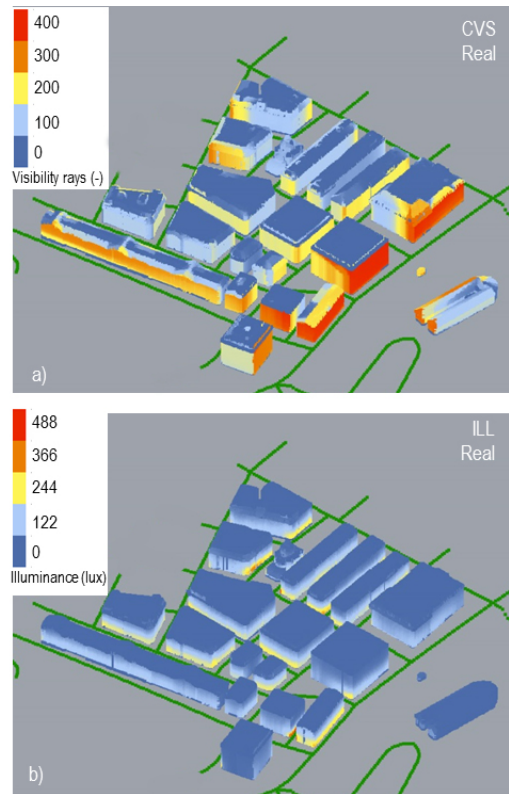 400
300
200
100
0
Visibility rays (-)
CVS
Real
a)
488
366
244
122
0
Illuminance (lux)
ILL
Real
b)